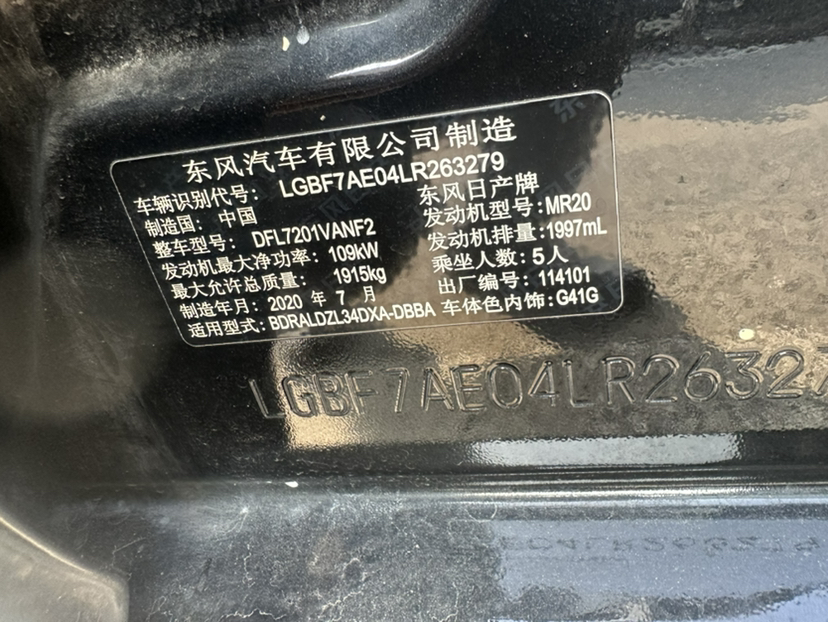 东风汽车有限公司制造
车辆识别代号: LGBF7AE04LR263279
制造国: 中国 东风日产牌
整车型号: DFL7201VANF2 发动机型号:MR20
发动机最大净功率: 109kW 发动机排量:1997mL
最大允许总质量: 1915kg 乘坐人数:5人
制造年月:2020 年 7 月 出厂编号:114101
适用型式:BDRALDZL34DXA-DBBA 车体色内饰:G41G
LGBF7AE04LR26327